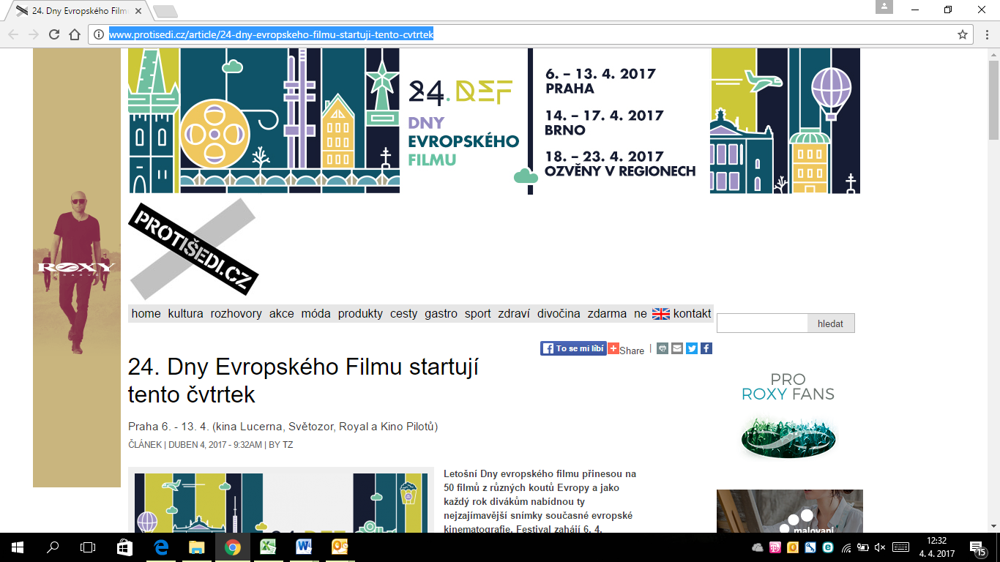 24. Dny Evropského Film
www.protisedi.cz/article/24-dny-evropskeho-filmu-startuji-tento-cvtrtek
24. DEF
DNY
EVROPSKÉHO
FILMU
6. – 13. 4. 2017
PRAHA
14. – 17. 4. 2017
BRNO
18. – 23. 4. 2017
OZVĚNY V REGIONECH
ROXY
PRAGUE
PROTIŠEDI.CZ
home kultura rozhovory akce móda produkty cesty gastro sport zdraví divočina zdarma ne kontakt
hledat
To se mi líbí Share |
24. Dny Evropského Filmu startují
tento čvtrtek
Praha 6. - 13. 4. (kina Lucerna, Světozor, Royal a Kino Pilotů)
ČLÁNEK | DUBEN 4, 2017 - 9:32AM | BY TZ
PRO
ROXY FANS
Letošní Dny evropského filmu přinesou na
50 filmů z různých koutů Evropy a jako
každý rok divákům nabídnou ty
nejzajímavější snímky současné evropské
kinematografie. Festival zahájí 6. 4.
24.DEF
malovani
12:32
4. 4. 2017
15